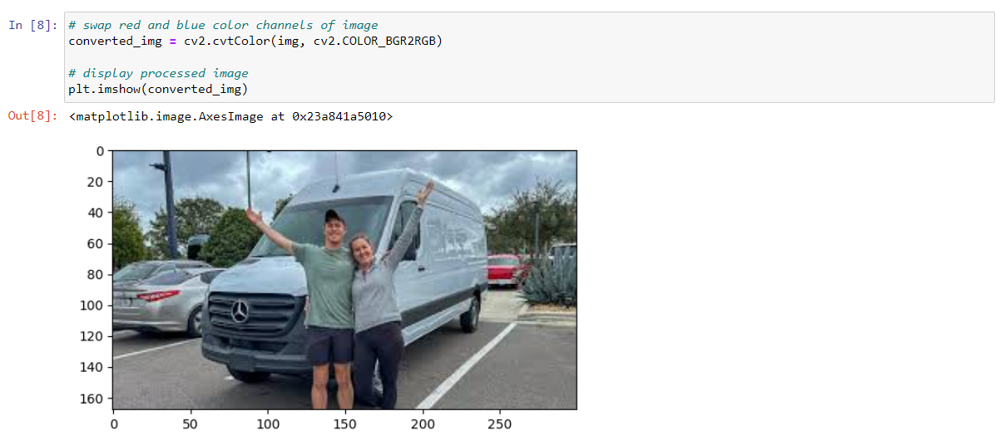 In [8]: # swap red and blue color channels of image
converted_img = cv2.cvtColor(img, cv2.COLOR_BGR2RGB)
# display processed image
plt.imshow(converted_img)
Out[8]: <matplotlib.image.AxesImage at 0x23a841a5010>
0
20
40
60
80
100
120
140
160
0 50 100 150 200 250